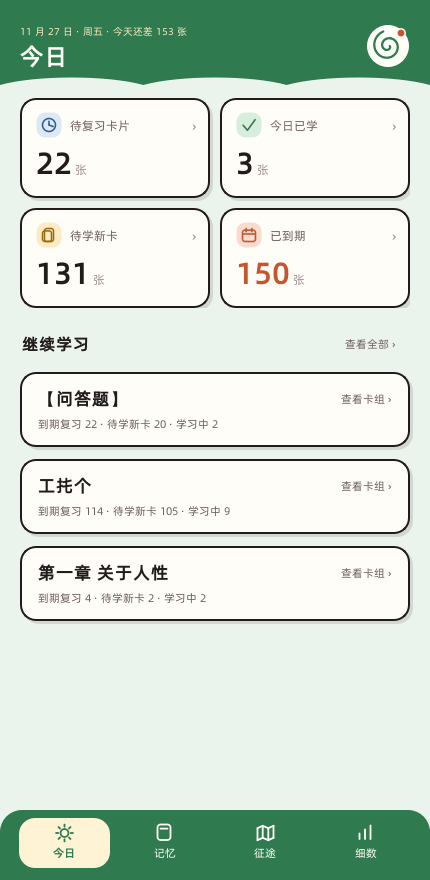 11 月 27 日 · 周五 · 今天还差 153 张
今日
待复习卡片 ›
22 张
今日已学 ›
3 张
待学新卡 ›
131 张
已到期 ›
150 张
继续学习
查看全部 ›
【问答题】
查看卡组 ›
到期复习 22 · 待学新卡 20 · 学习中 2
工扥个
查看卡组 ›
到期复习 114 · 待学新卡 105 · 学习中 9
第一章 关于人性
查看卡组 ›
到期复习 4 · 待学新卡 2 · 学习中 2
今日
记忆
征途
细数